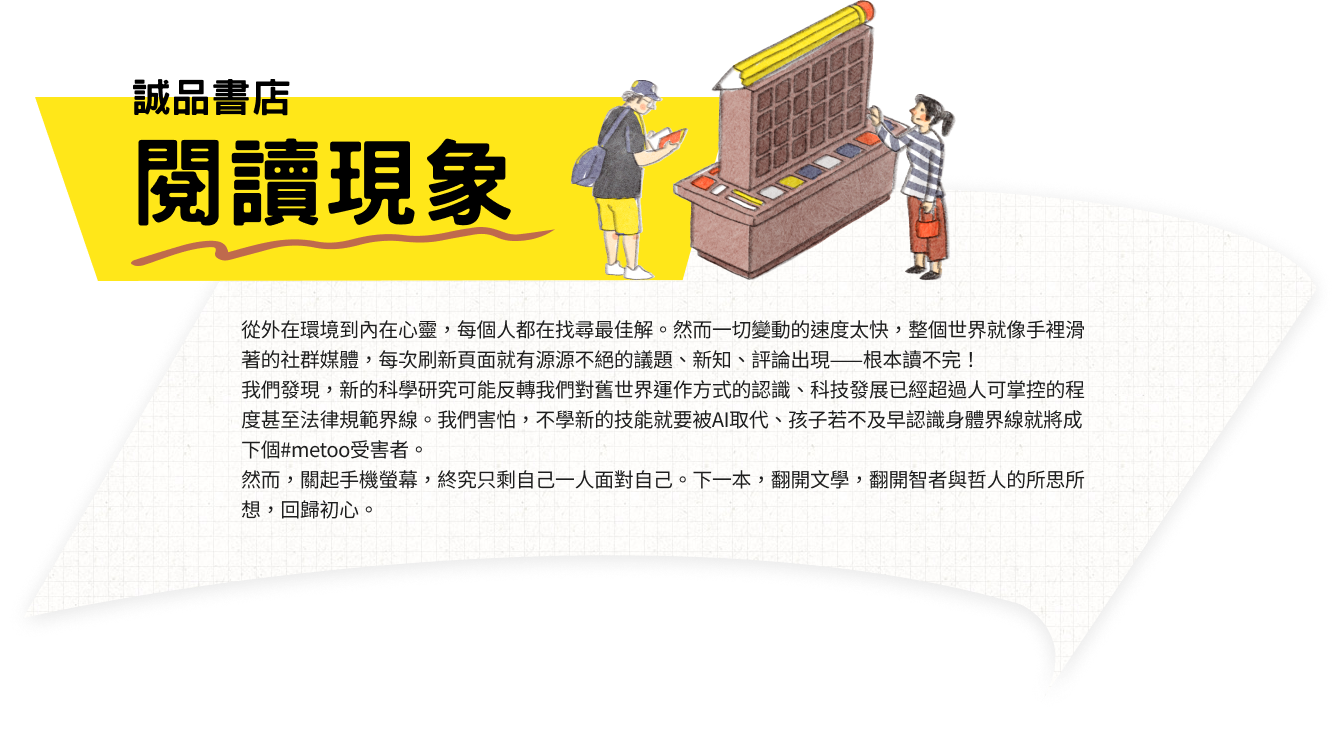 誠品書店
閱讀現象
從外在環境到內在心靈，每個人都在找尋最佳解。然而一切變動的速度太快，整個世界就像手裡滑
著的社群媒體，每次刷新頁面就有源源不絕的議題、新知、評論出現——根本讀不完！
我們發現，新的科學研究可能反轉我們對舊世界運作方式的認識、科技發展已經超過人可掌控的程
度甚至法律規範界線。我們害怕，不學新的技能就要被AI取代、孩子若不及早認識身體界線就將成
下個#metoo受害者。
然而，關起手機螢幕，終究只剩自己一人面對自己。下一本，翻開文學，翻開智者與哲人的所思所
想，回歸初心。